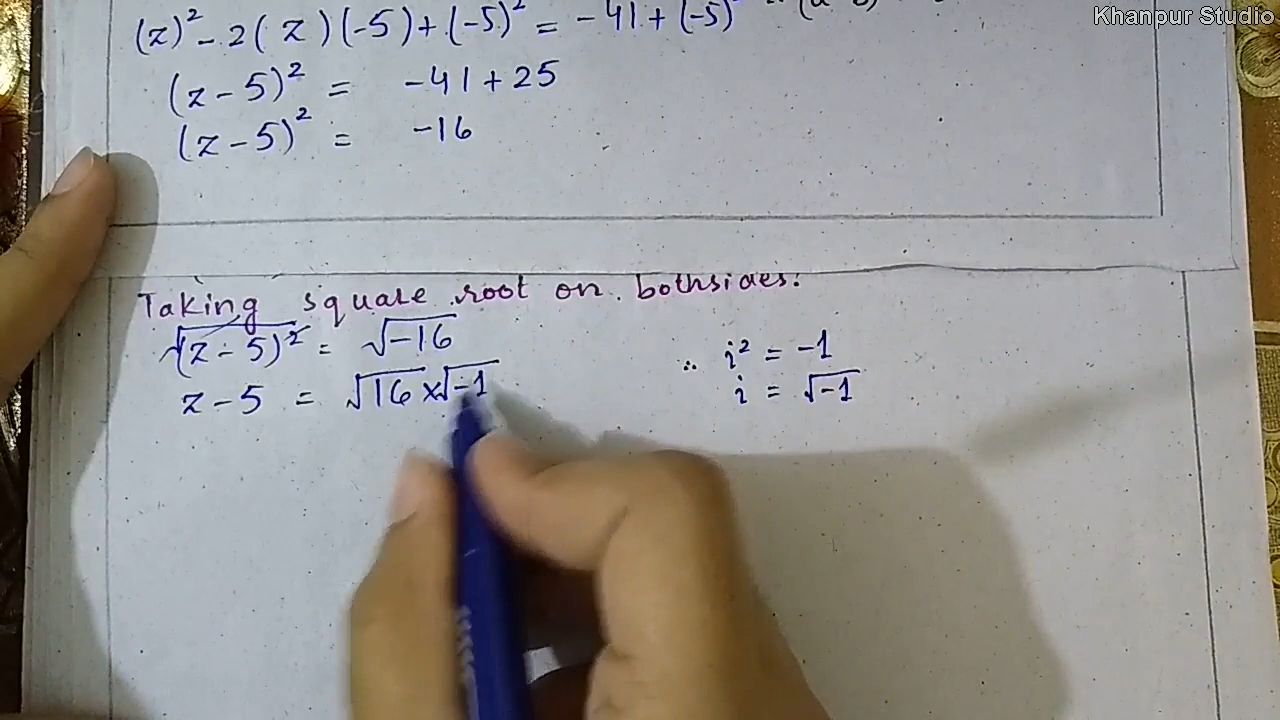 Khanpur Studio
(z)² - 2(z)(-5) + (-5)² = -41 + (-5)²
(z - 5)² = -41 + 25
(z - 5)² = -16
Taking square root on bothsides:
√(z - 5)² = √-16
z - 5 = √16 × √-1
∴ i² = -1
i = √-1